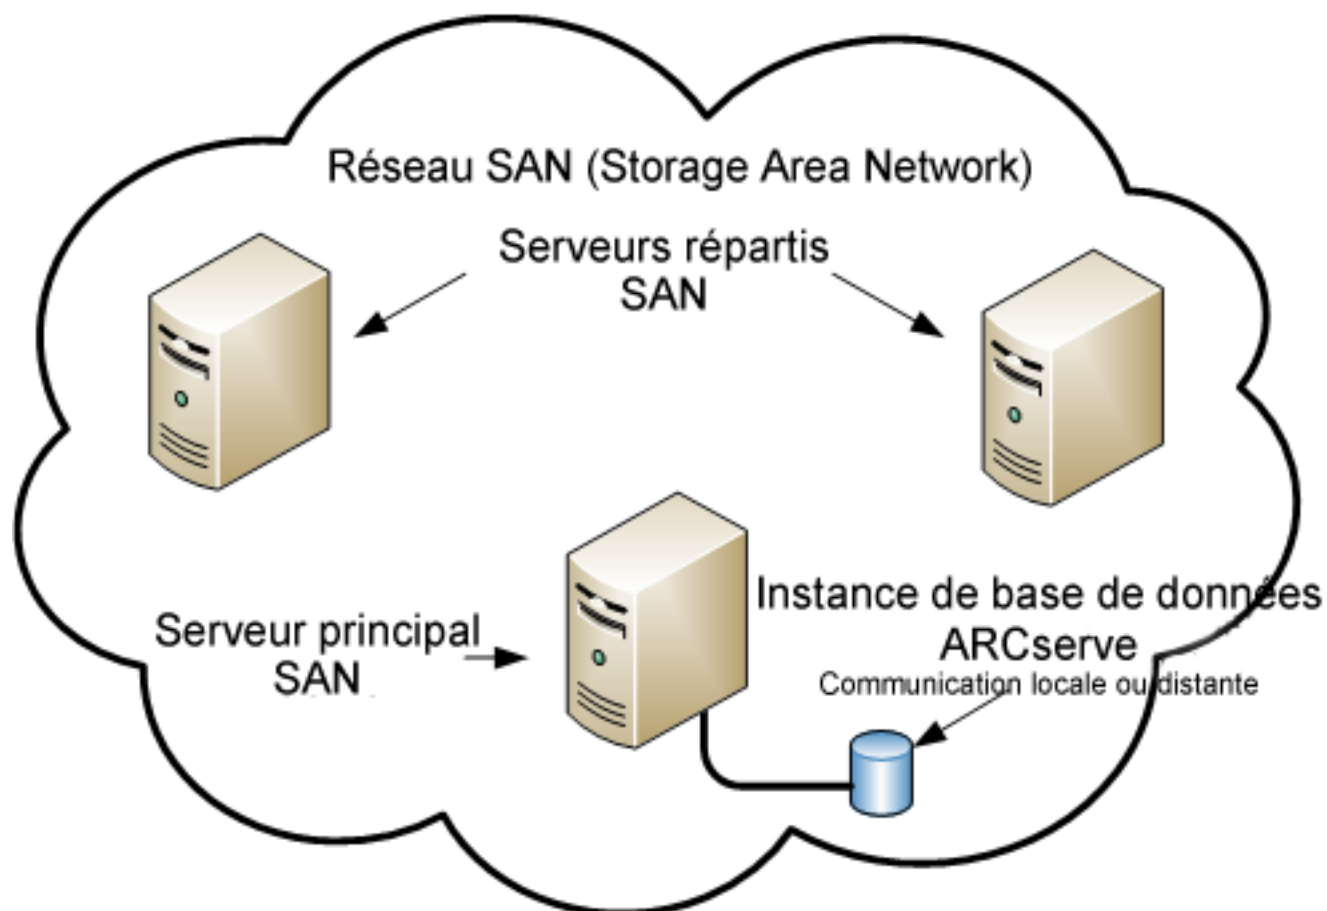 Réseau SAN (Storage Area Network)
Serveurs répartis
SAN
Instance de base de données
ARCserve
Communication locale ou distante
Serveur principal
SAN